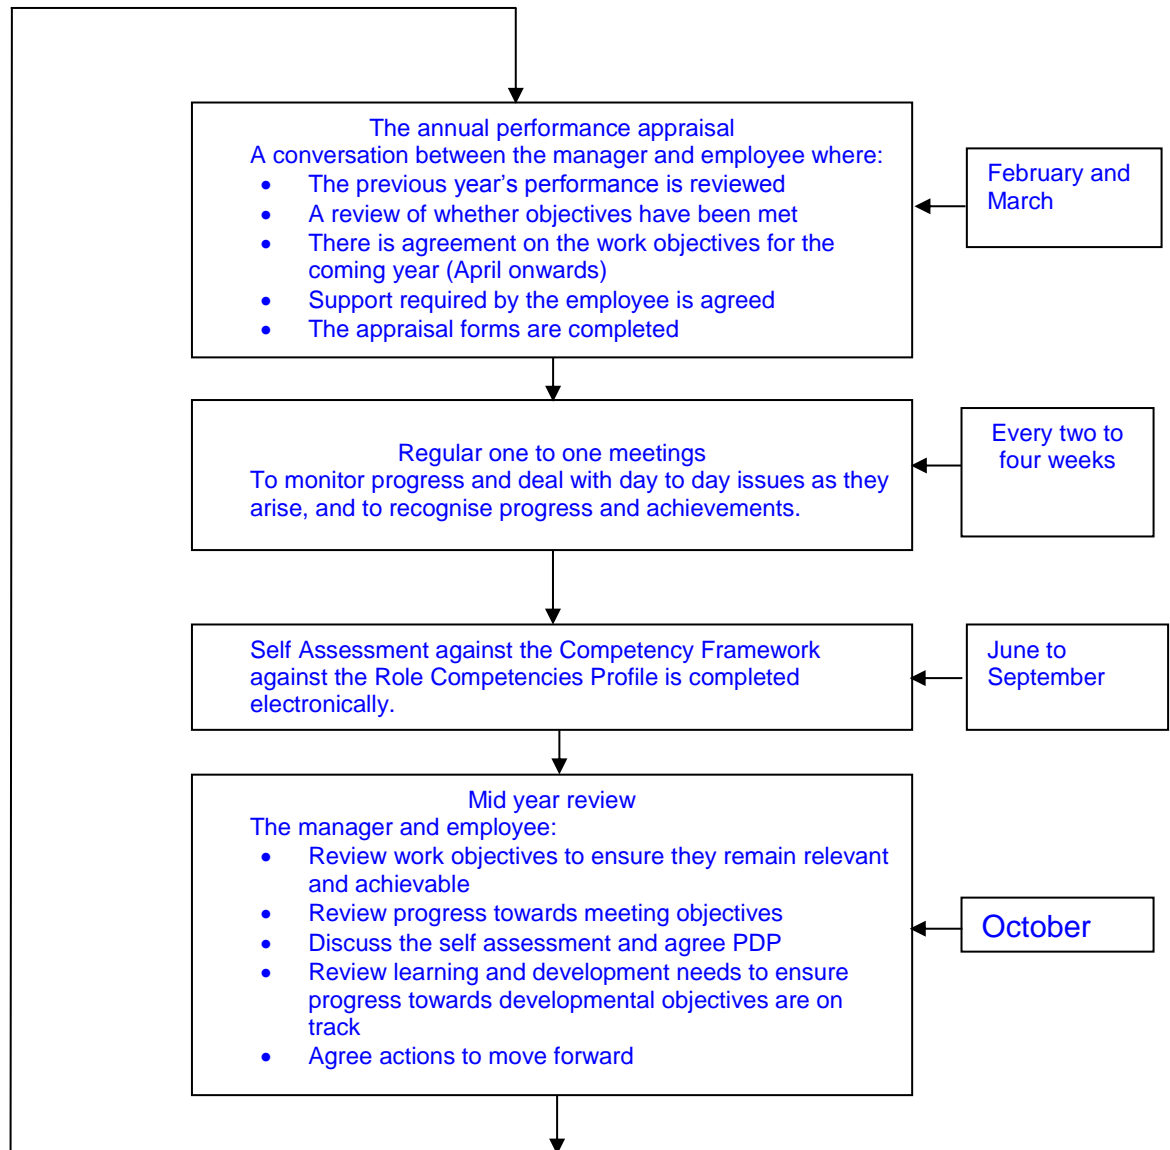 The annual performance appraisal
A conversation between the manager and employee where:
• The previous year's performance is reviewed
• A review of whether objectives have been met
• There is agreement on the work objectives for the
coming year (April onwards)
• Support required by the employee is agreed
• The appraisal forms are completed
February and
March
Regular one to one meetings
To monitor progress and deal with day to day issues as they
arise, and to recognise progress and achievements.
Every two to
four weeks
Self Assessment against the Competency Framework
against the Role Competencies Profile is completed
electronically.
June to
September
Mid year review
The manager and employee:
• Review work objectives to ensure they remain relevant
and achievable
• Review progress towards meeting objectives
• Discuss the self assessment and agree PDP
• Review learning and development needs to ensure
progress towards developmental objectives are on
track
• Agree actions to move forward
October